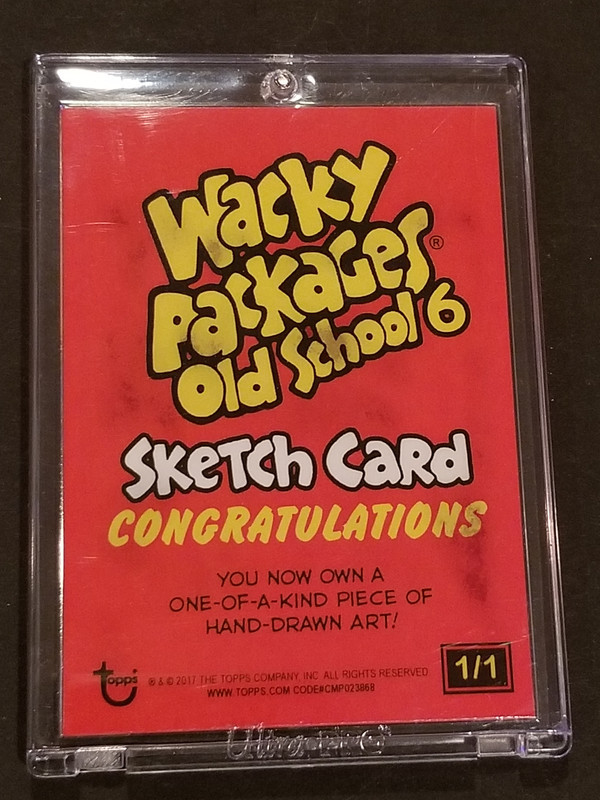 Wacky
Packages®
Old School 6
Sketch Card
CONGRATULATIONS
YOU NOW OWN A
ONE-OF-A-KIND PIECE OF
HAND-DRAWN ART!
Topps® ® & © 2017 THE TOPPS COMPANY, INC. ALL RIGHTS RESERVED
WWW.TOPPS.COM CODE#CMP023868
1/1
Ultra-PRO